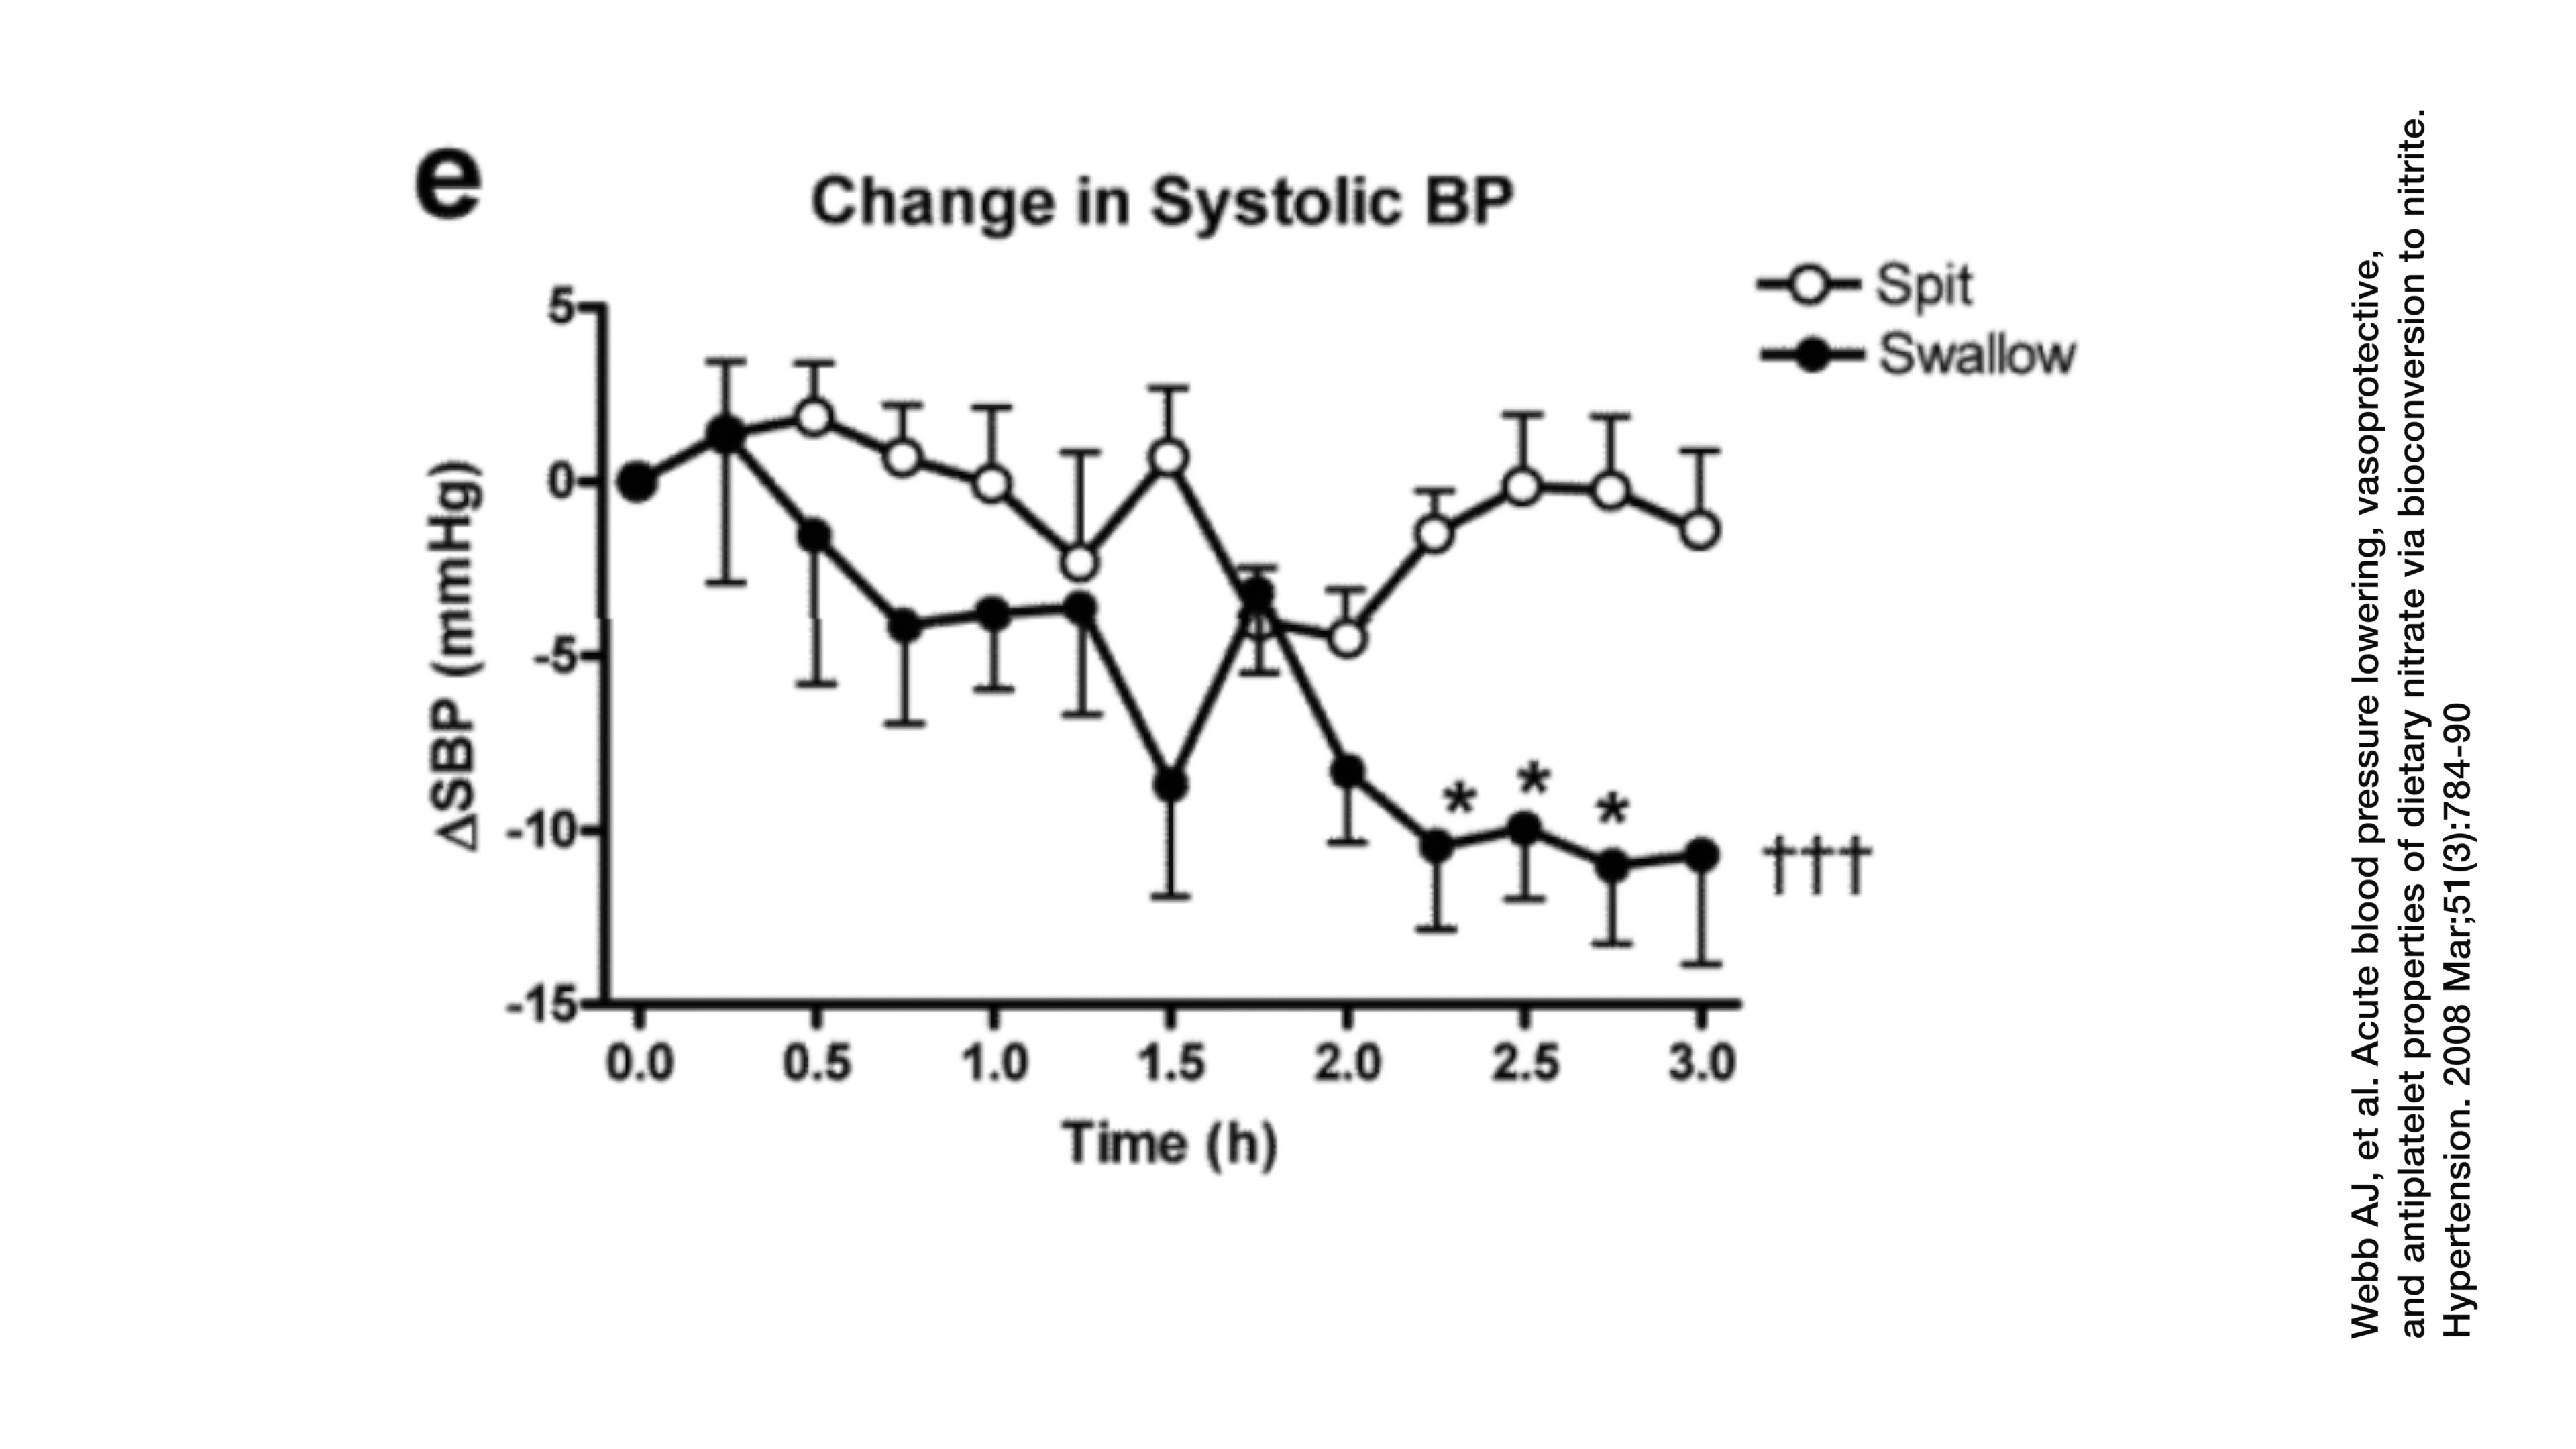 e
Change in Systolic BP
Spit
Swallow
5
0
-5
-10
-15
ΔSBP (mmHg)
*
*
*
†††
0.0 0.5 1.0 1.5 2.0 2.5 3.0
Time (h)
Webb AJ, et al. Acute blood pressure lowering, vasoprotective,
and antiplatelet properties of dietary nitrate via bioconversion to nitrite.
Hypertension. 2008 Mar;51(3):784-90